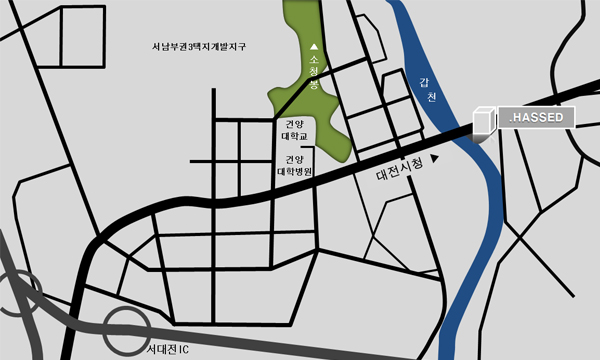 서남부권3택지개발지구
▲
소
청
봉
갑
천
.HASSED
건양
대학교
건양
대학병원
대전시청 ▶
서대전IC